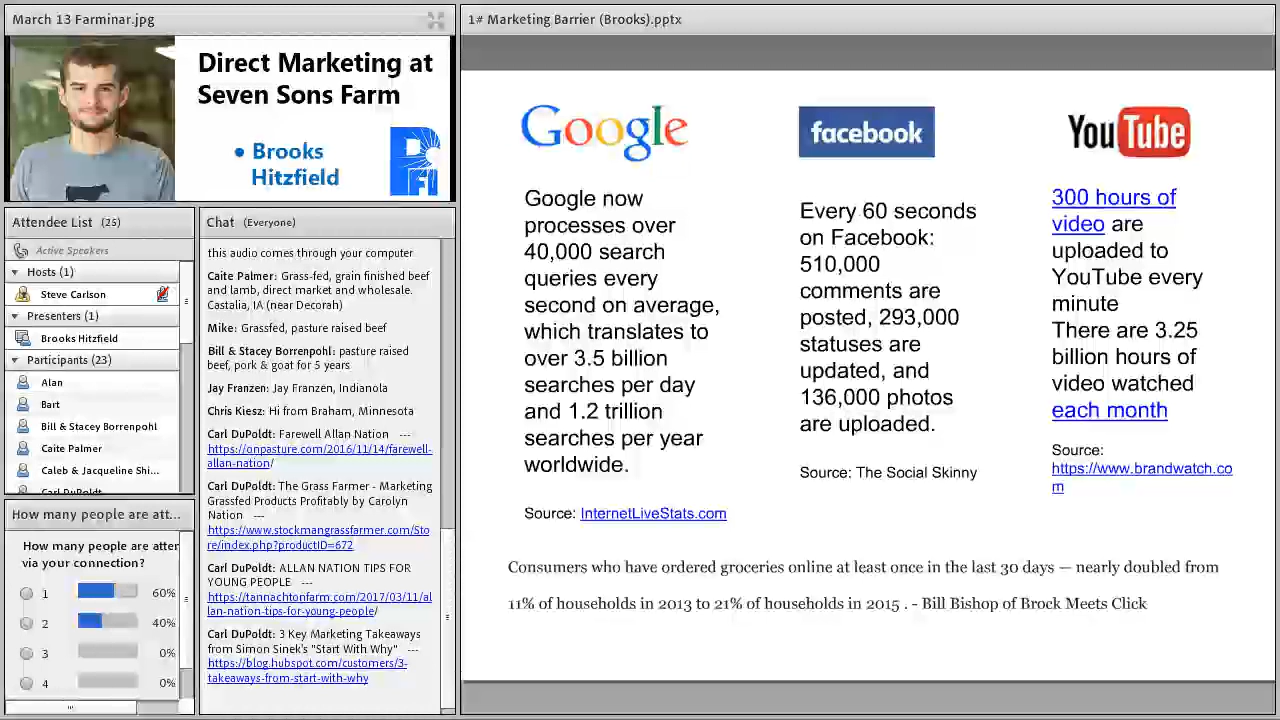 March 13 Farminar.jpg
Direct Marketing at
Seven Sons Farm
• Brooks
Hitzfield
PFI
Attendee List (25)
Active Speakers
Hosts (1)
Steve Carlson
Presenters (1)
Brooks Hitzfield
Participants (23)
Alan
Bart
Bill & Stacey Borrenpohl
Caite Palmer
Caleb & Jacqueline Shi...
Carl DuPoldt
How many people are att...
How many people are atter
via your connection?
1 60%
2 40%
3 0%
4 0%
Chat (Everyone)
this audio comes through your computer
Caite Palmer: Grass-fed, grain finished beef
and lamb, direct market and wholesale.
Castalia, IA (near Decorah)
Mike: Grassfed, pasture raised beef
Bill & Stacey Borrenpohl: pasture raised
beef, pork & goat for 5 years
Jay Franzen: Jay Franzen, Indianola
Chris Kiesz: Hi from Braham, Minnesota
Carl DuPoldt: Farewell Allan Nation ---
https://onpasture.com/2016/11/14/farewell-
allan-nation/
Carl DuPoldt: The Grass Farmer - Marketing
Grassfed Products Profitably by Carolyn
Nation ---
https://www.stockmangrassfarmer.com/Sto
re/index.php?productID=672
Carl DuPoldt: ALLAN NATION TIPS FOR
YOUNG PEOPLE ---
https://tannachtonfarm.com/2017/03/11/al
lan-nation-tips-for-young-people/
Carl DuPoldt: 3 Key Marketing Takeaways
from Simon Sinek's "Start With Why" ---
https://blog.hubspot.com/customers/3-
takeaways-from-start-with-why
1# Marketing Barrier (Brooks).pptx
Google
Google now
processes over
40,000 search
queries every
second on average,
which translates to
over 3.5 billion
searches per day
and 1.2 trillion
searches per year
worldwide.
Source: InternetLiveStats.com
facebook
Every 60 seconds
on Facebook:
510,000
comments are
posted, 293,000
statuses are
updated, and
136,000 photos
are uploaded.
Source: The Social Skinny
YouTube
300 hours of
video are
uploaded to
YouTube every
minute
There are 3.25
billion hours of
video watched
each month
Source:
https://www.brandwatch.co
m
Consumers who have ordered groceries online at least once in the last 30 days — nearly doubled from
11% of households in 2013 to 21% of households in 2015 . - Bill Bishop of Brock Meets Click